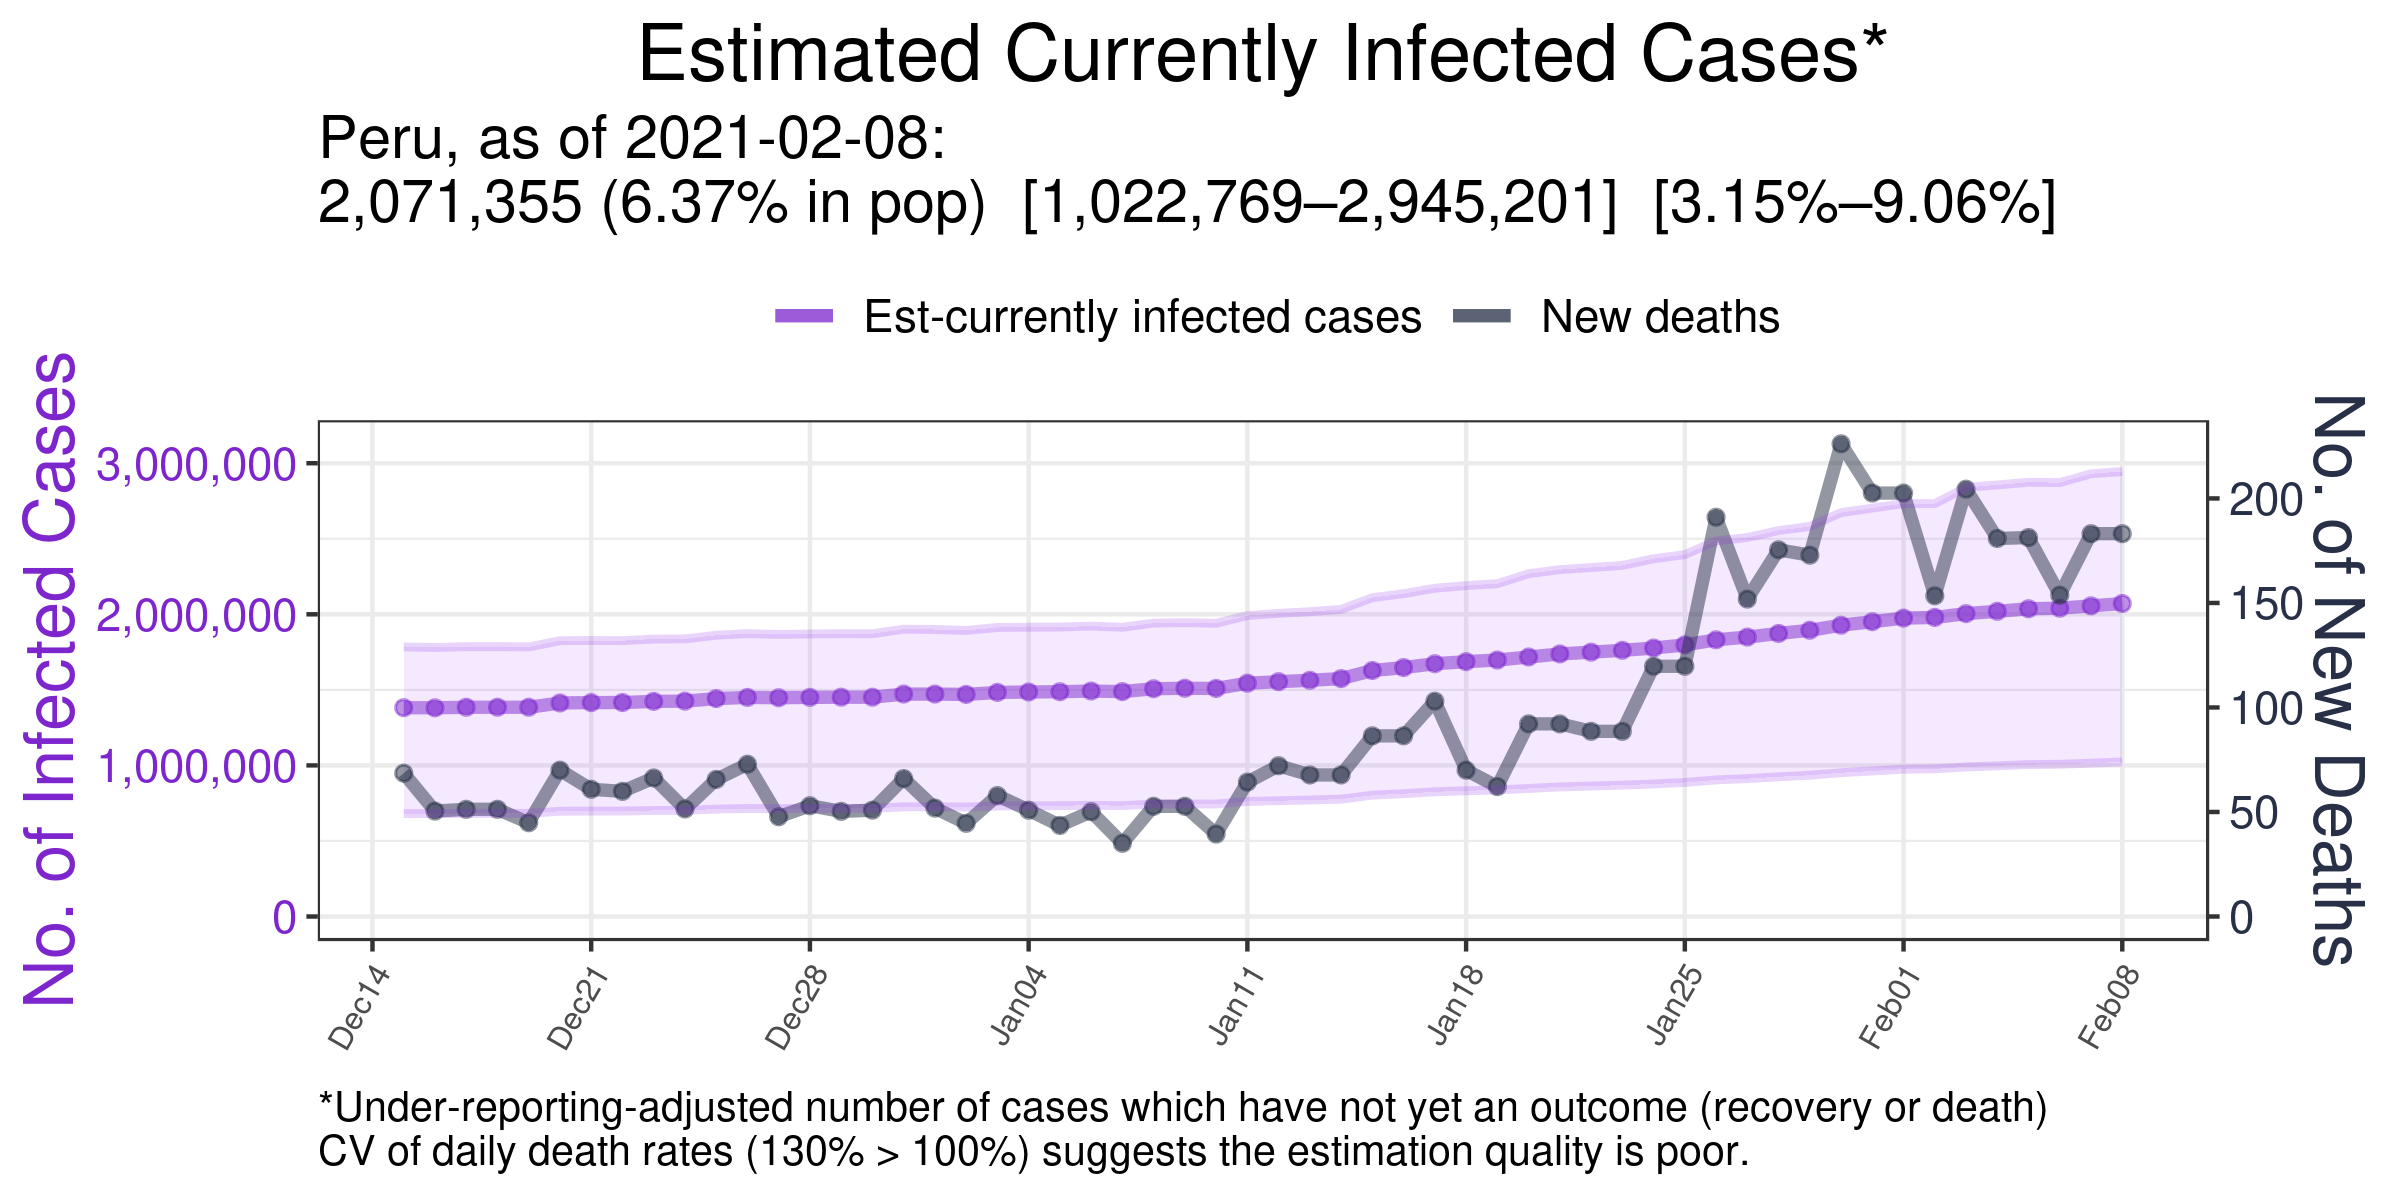 Estimated Currently Infected Cases*
Peru, as of 2021-02-08:
2,071,355 (6.37% in pop)  [1,022,769–2,945,201]  [3.15%–9.06%]
Est-currently infected cases
New deaths
No. of Infected Cases
3,000,000
2,000,000
1,000,000
0
No. of New Deaths
200
150
100
50
0
Dec14
Dec21
Dec28
Jan04
Jan11
Jan18
Jan25
Feb01
Feb08
*Under-reporting-adjusted number of cases which have not yet an outcome (recovery or death)
CV of daily death rates (130% > 100%) suggests the estimation quality is poor.